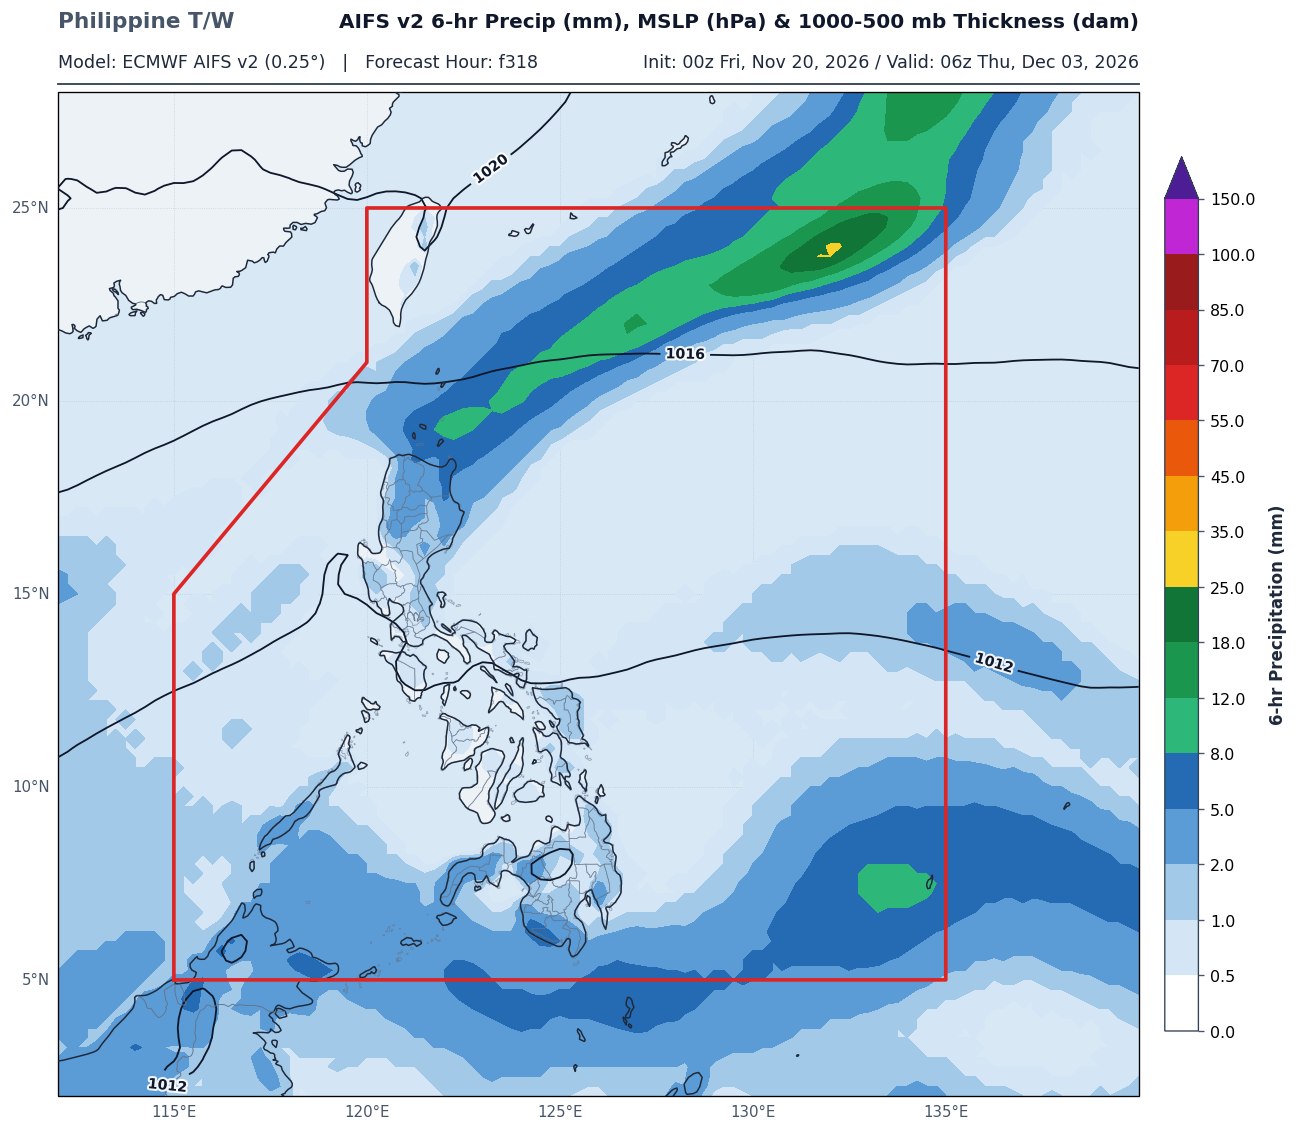 Philippine T/W
AIFS v2 6-hr Precip (mm), MSLP (hPa) & 1000-500 mb Thickness (dam)
Model: ECMWF AIFS v2 (0.25°) | Forecast Hour: f318
Init: 00z Fri, Nov 20, 2026 / Valid: 06z Thu, Dec 03, 2026
1020
1016
1012
1012
25°N
20°N
15°N
10°N
5°N
115°E
120°E
125°E
130°E
135°E
150.0
100.0
85.0
70.0
55.0
45.0
35.0
25.0
18.0
12.0
8.0
5.0
2.0
1.0
0.5
0.0
6-hr Precipitation (mm)